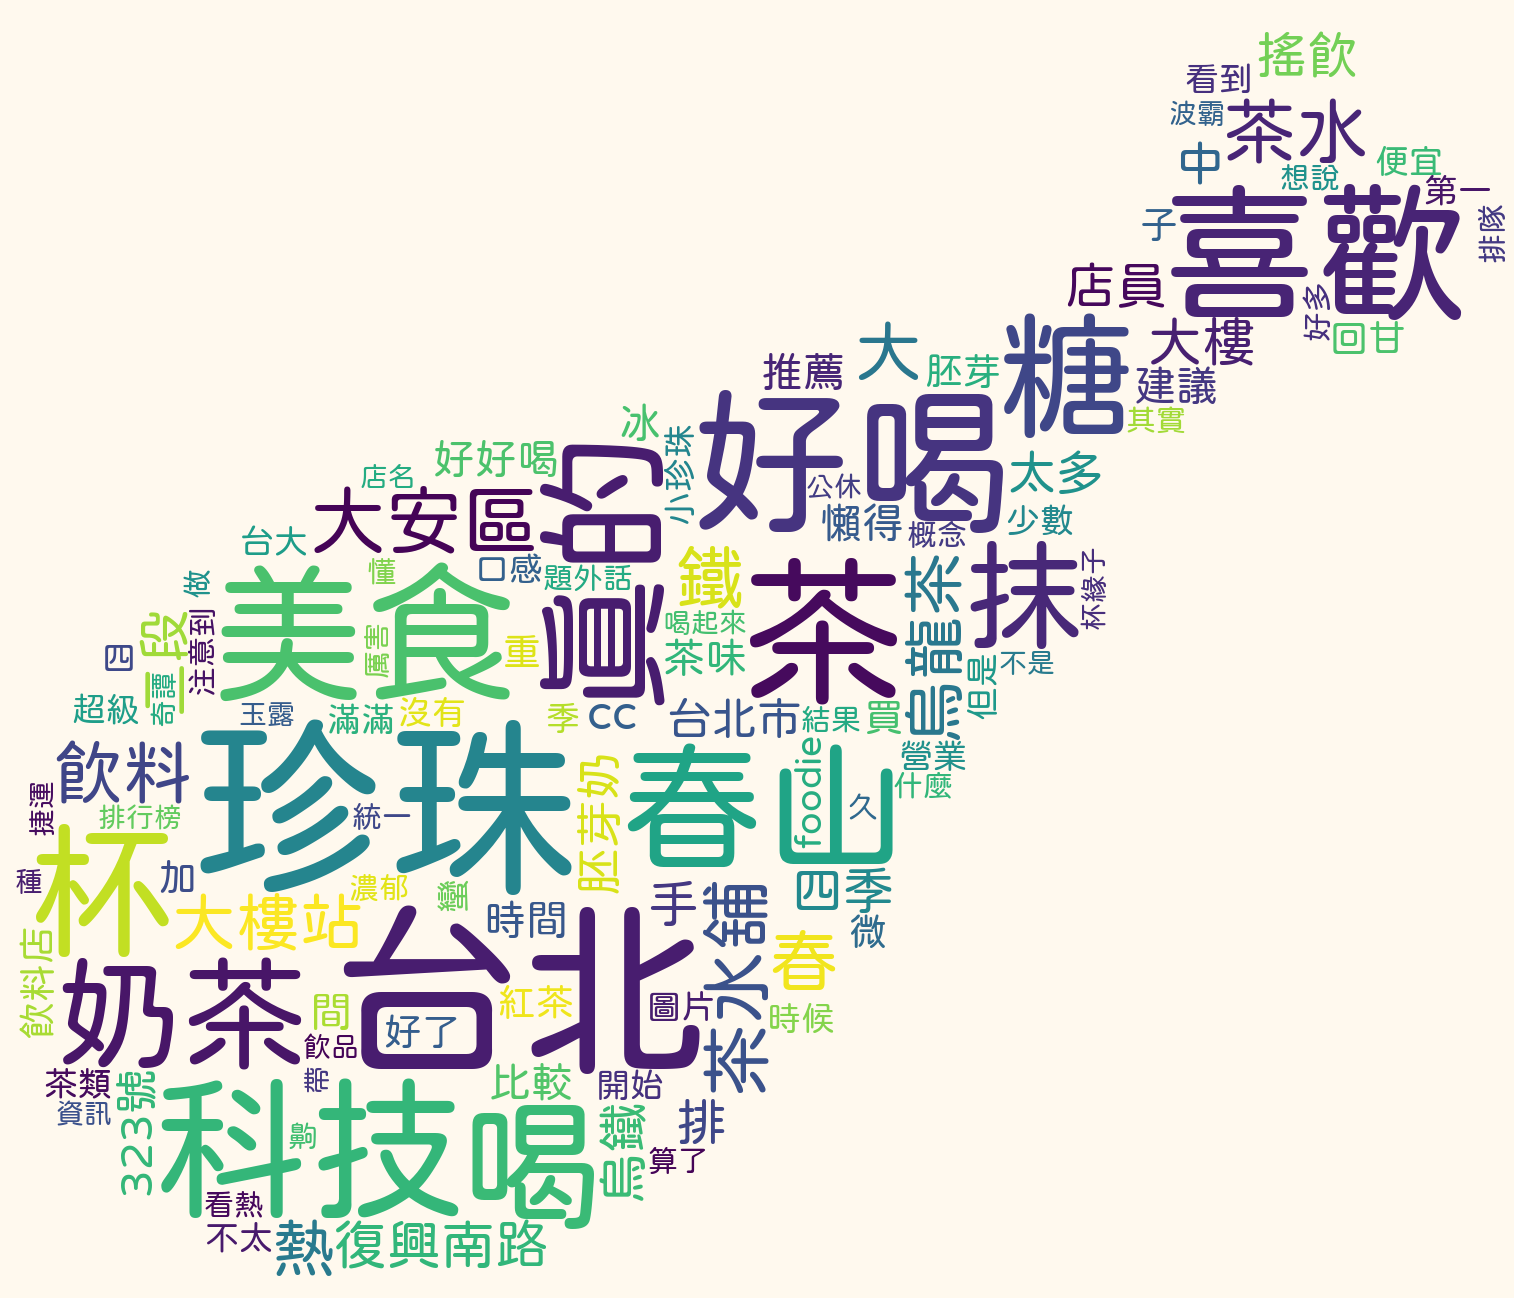 搖飲
看到
波霸
茶水
中
想說
便宜
第一
子
喜歡
排隊
店員
好多
回甘
大樓
糖
大
推薦
胚芽
建議
其實
冰
好喝
小珍珠
好好喝
店名
太多
公休
大安區
真的
懶得
概念
少數
台大
口感
題外話
鐵
茶
烏龍茶
抹
杯緣子
懂
做
美食
段
注意到
四
厲害
重
喝起來
茶味
但是
不是
奇譚
超級
玉露
滿滿
沒有
季
cc
台北市
結果
買
飲料
珍珠
春山
foodie
營業
什麼
久
捷運
排行榜
統一
胚芽奶
杯
加
種
濃郁
蠻
四季
微
手
茶水舖
大樓站
時間
台北
春
飲料店
奶茶
間
好了
紅茶
圖片
時候
飲品
帶
茶類
資訊
323號
科技
喝
比較
開始
烏鐵
排
算了
看熱
不太
熱
復興南路